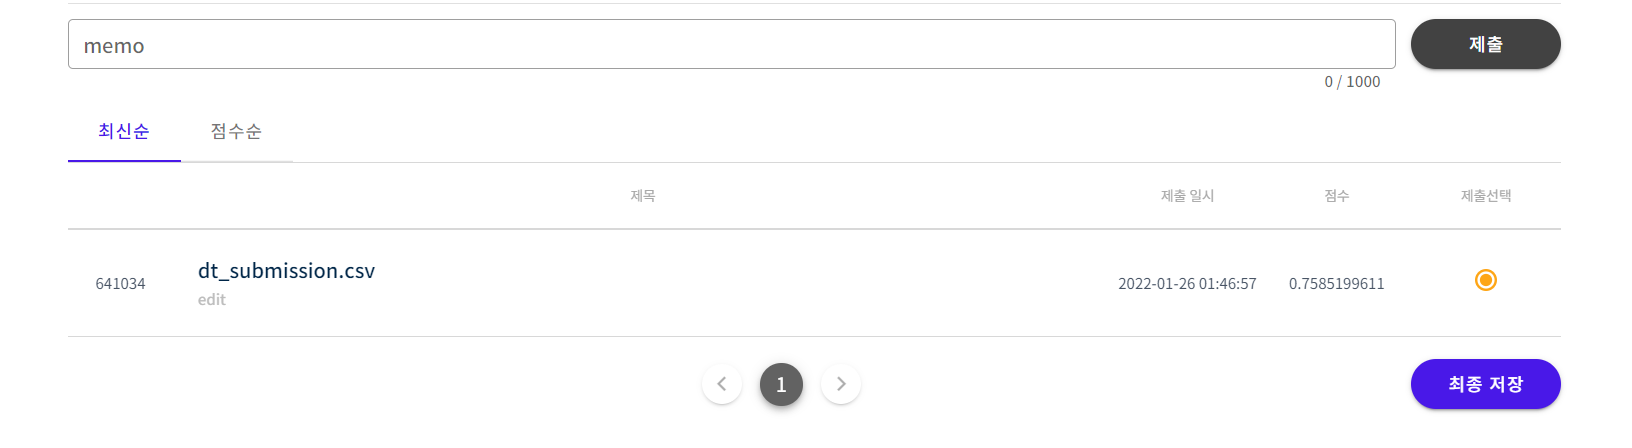 memo
제출
0 / 1000
최신순 점수순
제목 제출 일시 점수 제출선택
641034 dt_submission.csv 2022-01-26 01:46:57 0.7585199611
edit
1
최종 저장